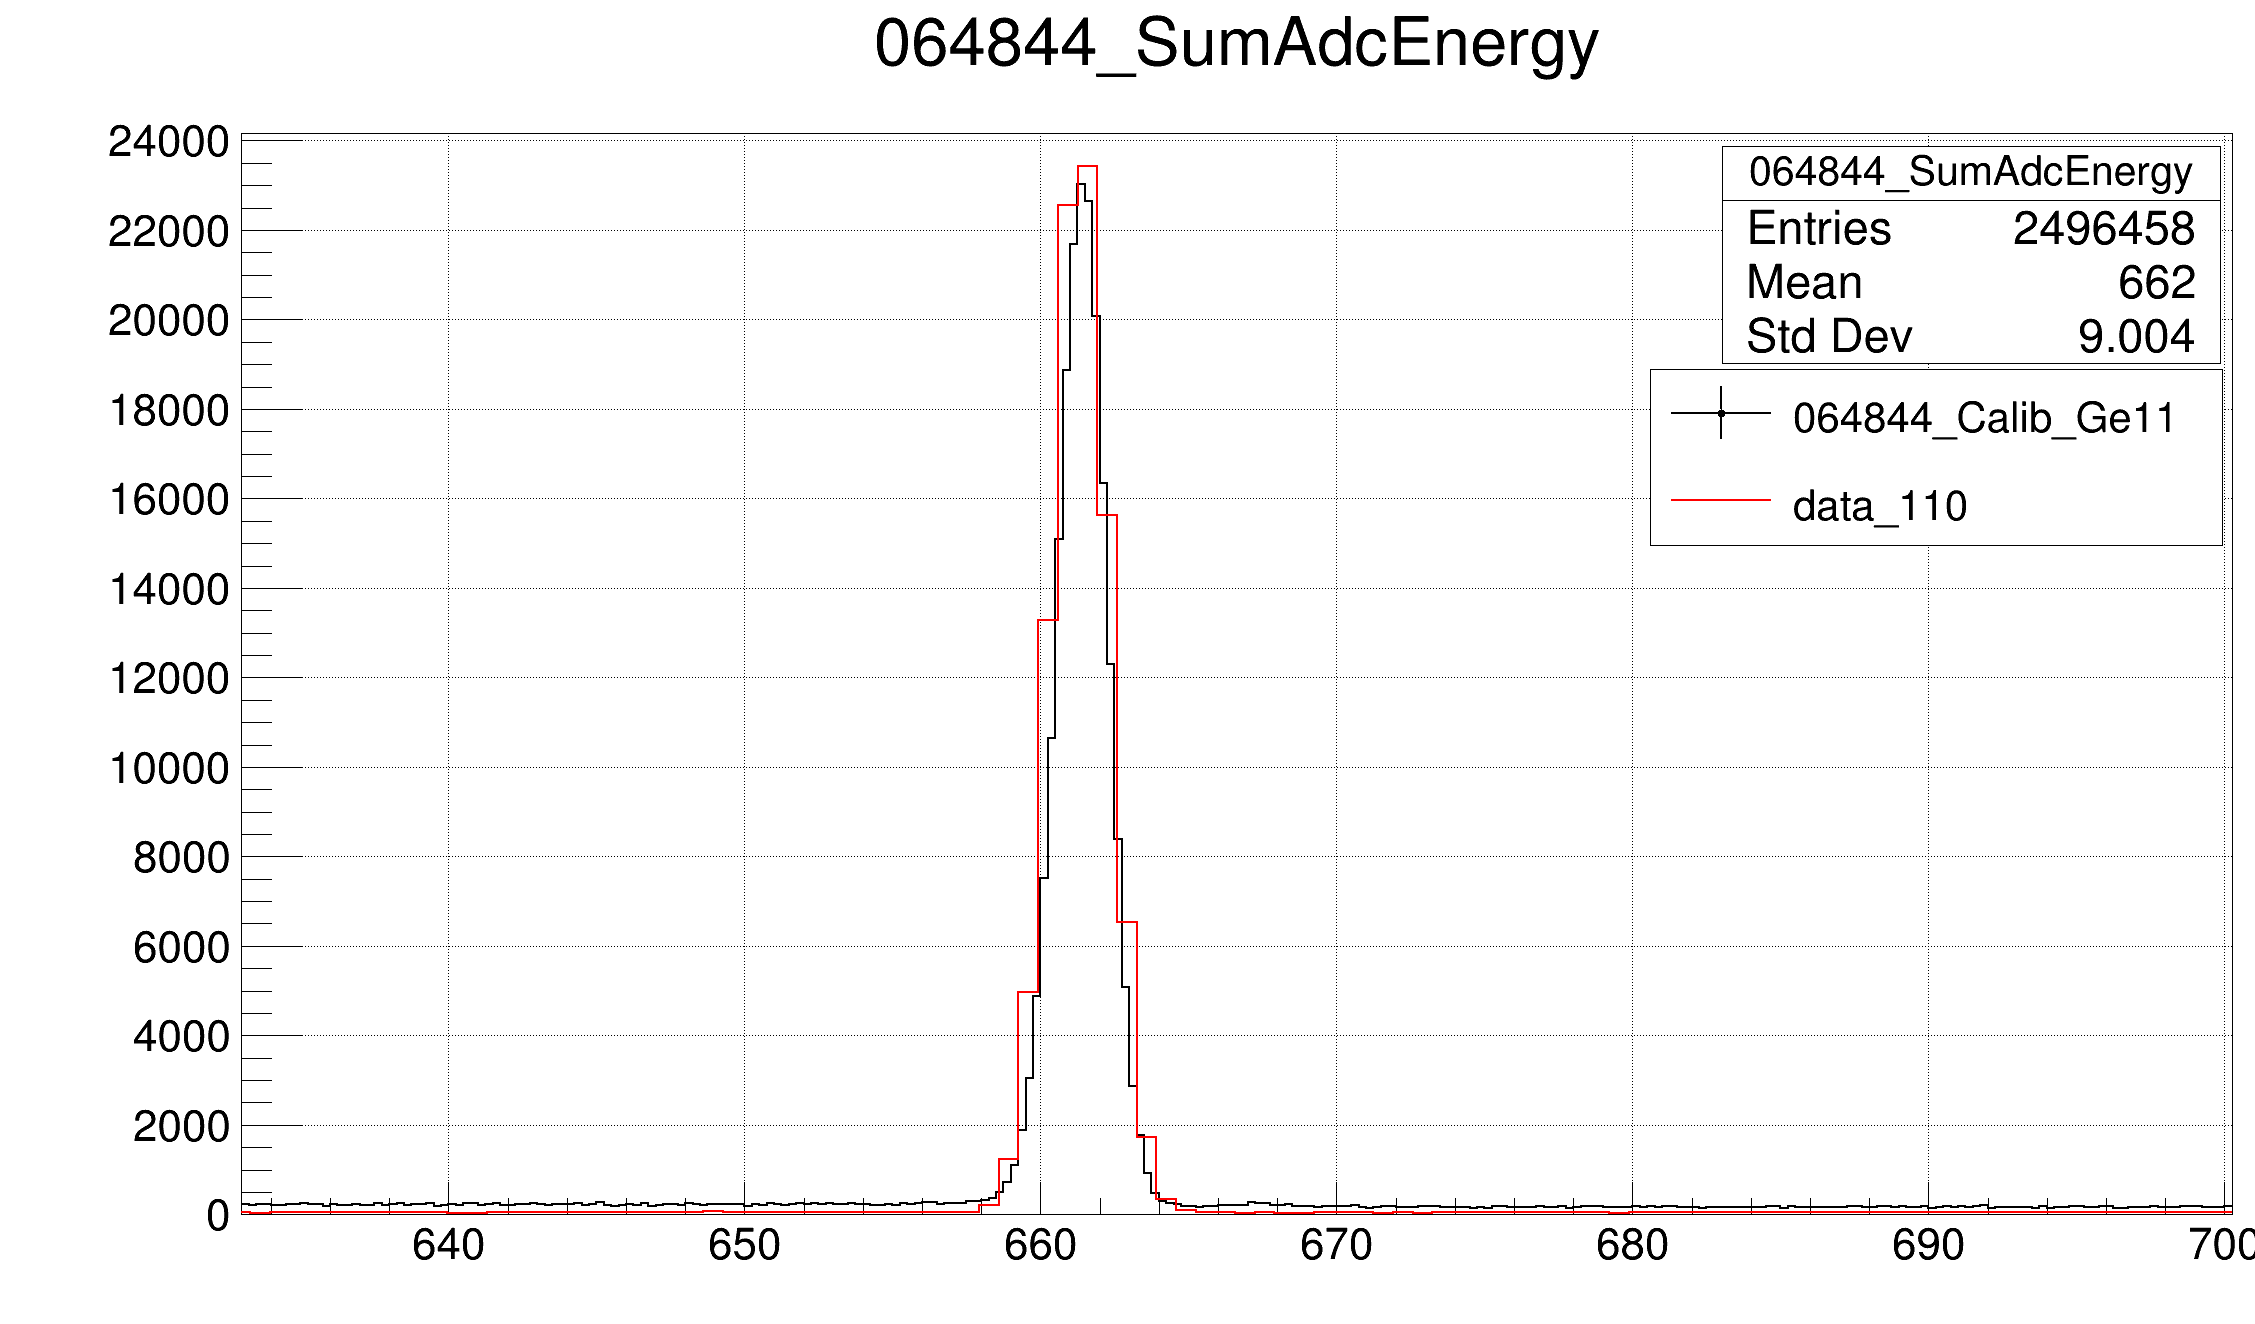 064844_SumAdcEnergy
24000
22000
20000
18000
16000
14000
12000
10000
8000
6000
4000
2000
0
064844_SumAdcEnergy
Entries 2496458
Mean 662
Std Dev 9.004
064844_Calib_Ge11
data_110
640 650 660 670 680 690 700